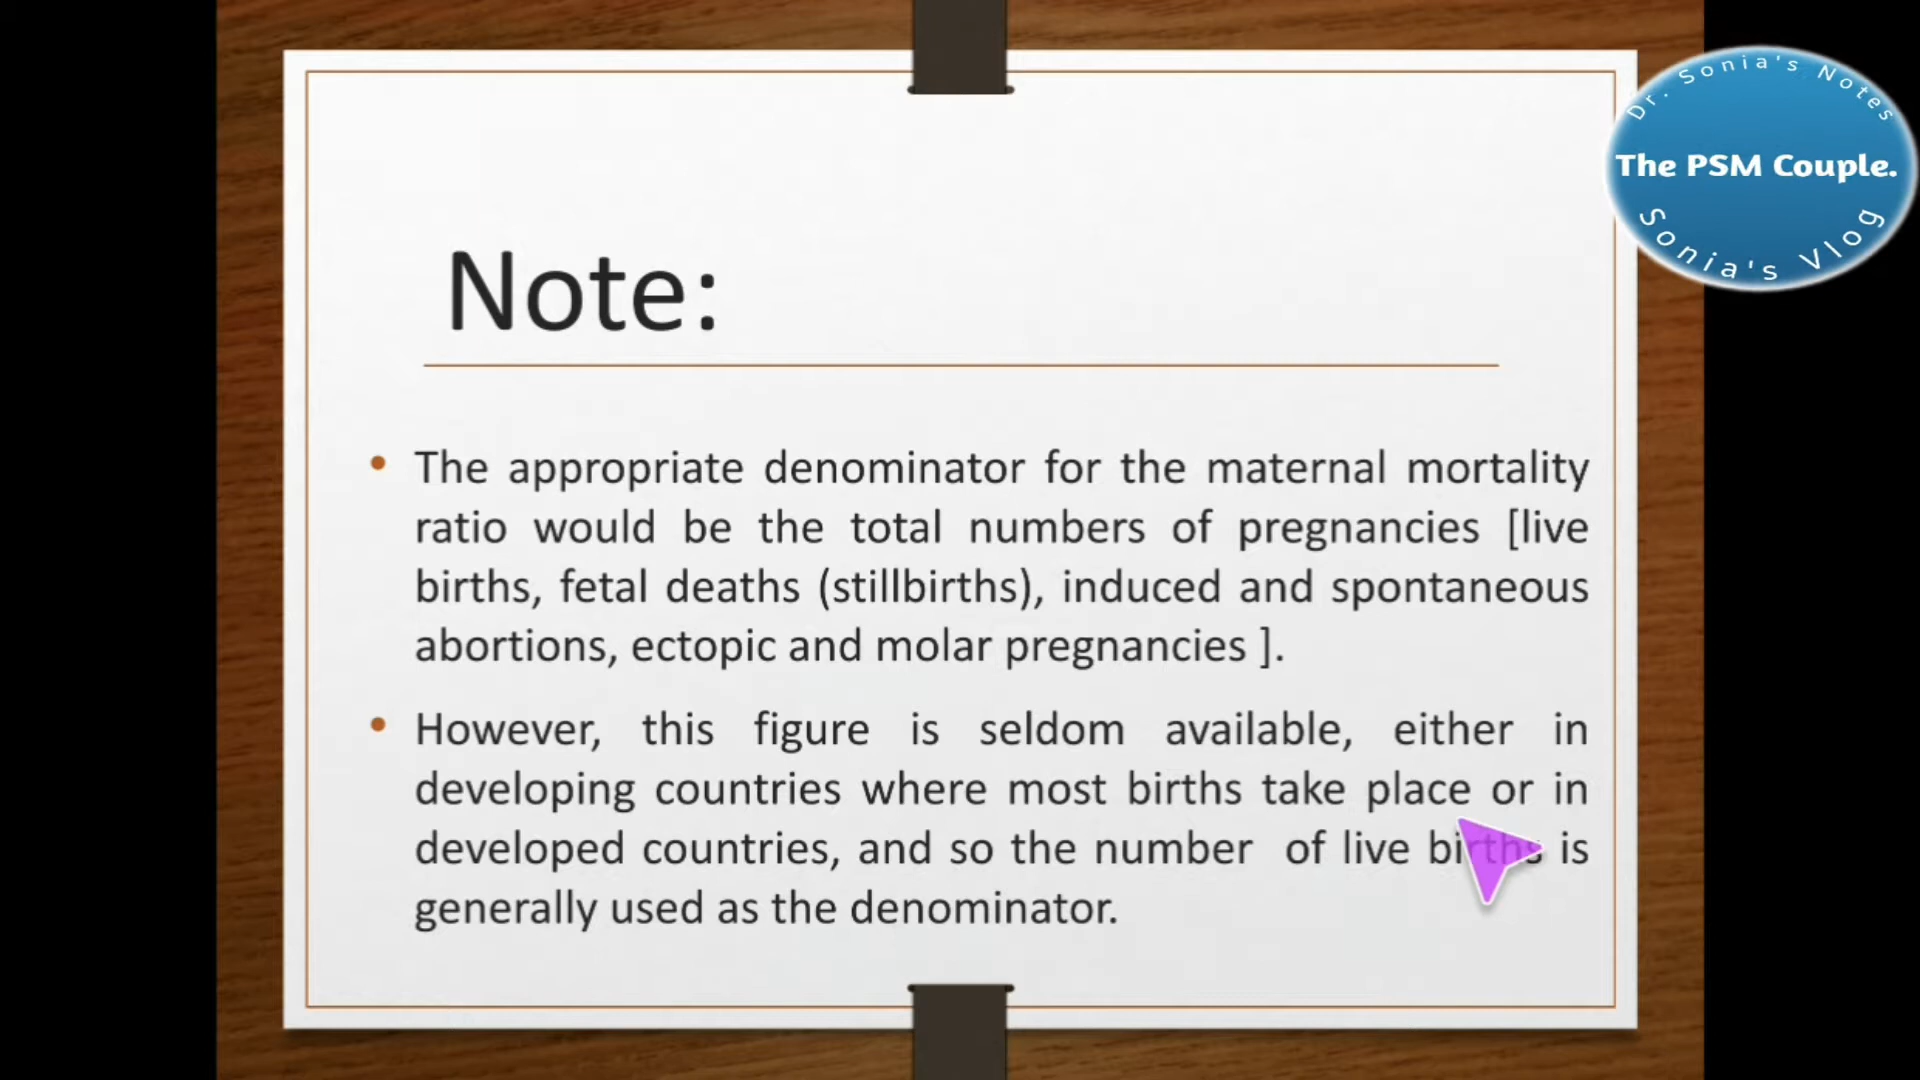 Dr. Sonia's Notes
The PSM Couple.
Sonia's Vlog
Note:
• The appropriate denominator for the maternal mortality
ratio would be the total numbers of pregnancies [live
births, fetal deaths (stillbirths), induced and spontaneous
abortions, ectopic and molar pregnancies ].
• However, this figure is seldom available, either in
developing countries where most births take place or in
developed countries, and so the number of live births is
generally used as the denominator.